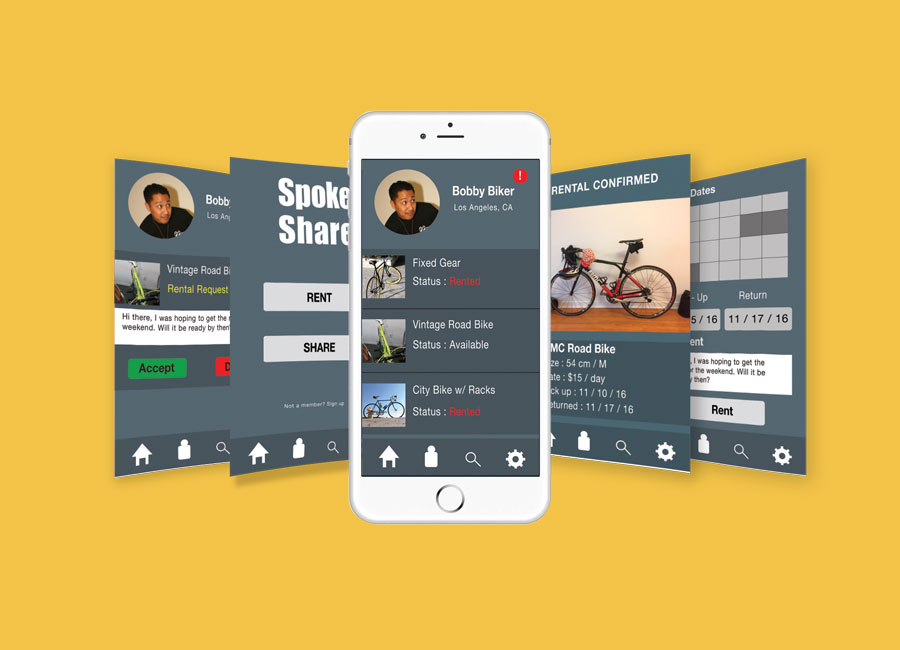 Bobb
Los Ang
Vintage Road Bi
Rental Request
Hi there, I was hoping to get the
weekend. Will it be ready by then
Accept
D
Spoke
Share
RENT
SHARE
Not a member? Sign up
!
Bobby Biker
Los Angeles, CA
Fixed Gear
Status : Rented
Vintage Road Bike
Status : Available
City Bike w/ Racks
Status : Rented
RENTAL CONFIRMED
MC Road Bike
ze : 54 cm / M
ate : $15 / day
ck up : 11 / 10 / 16
eturned : 11 / 17 / 16
Dates
- Up
Return
5 / 16
11 / 17 / 16
ent
, I was hoping to get the
or the weekend. Will it be
y then?
Rent